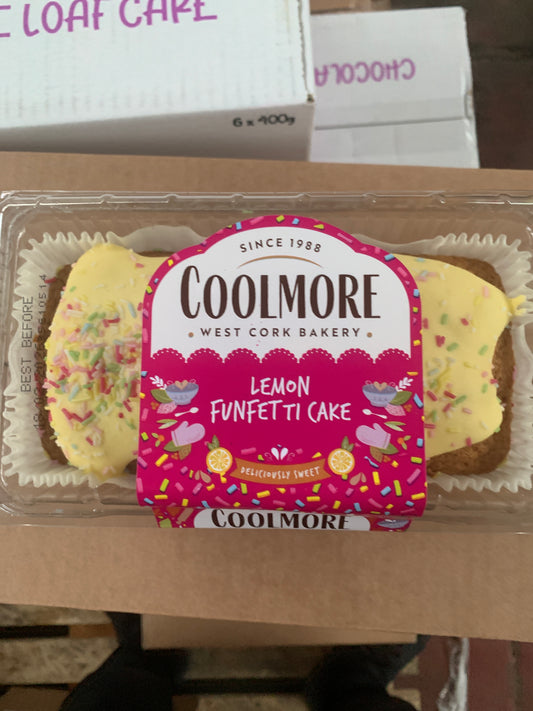 E LOAF CAKE
6 x 400g
CHOCOLA
SINCE 1988
COOLMORE
• WEST CORK BAKERY •
LEMON
FUNFETTI CAKE
DELICIOUSLY SWEET
COOLMORE
BEST BEFORE